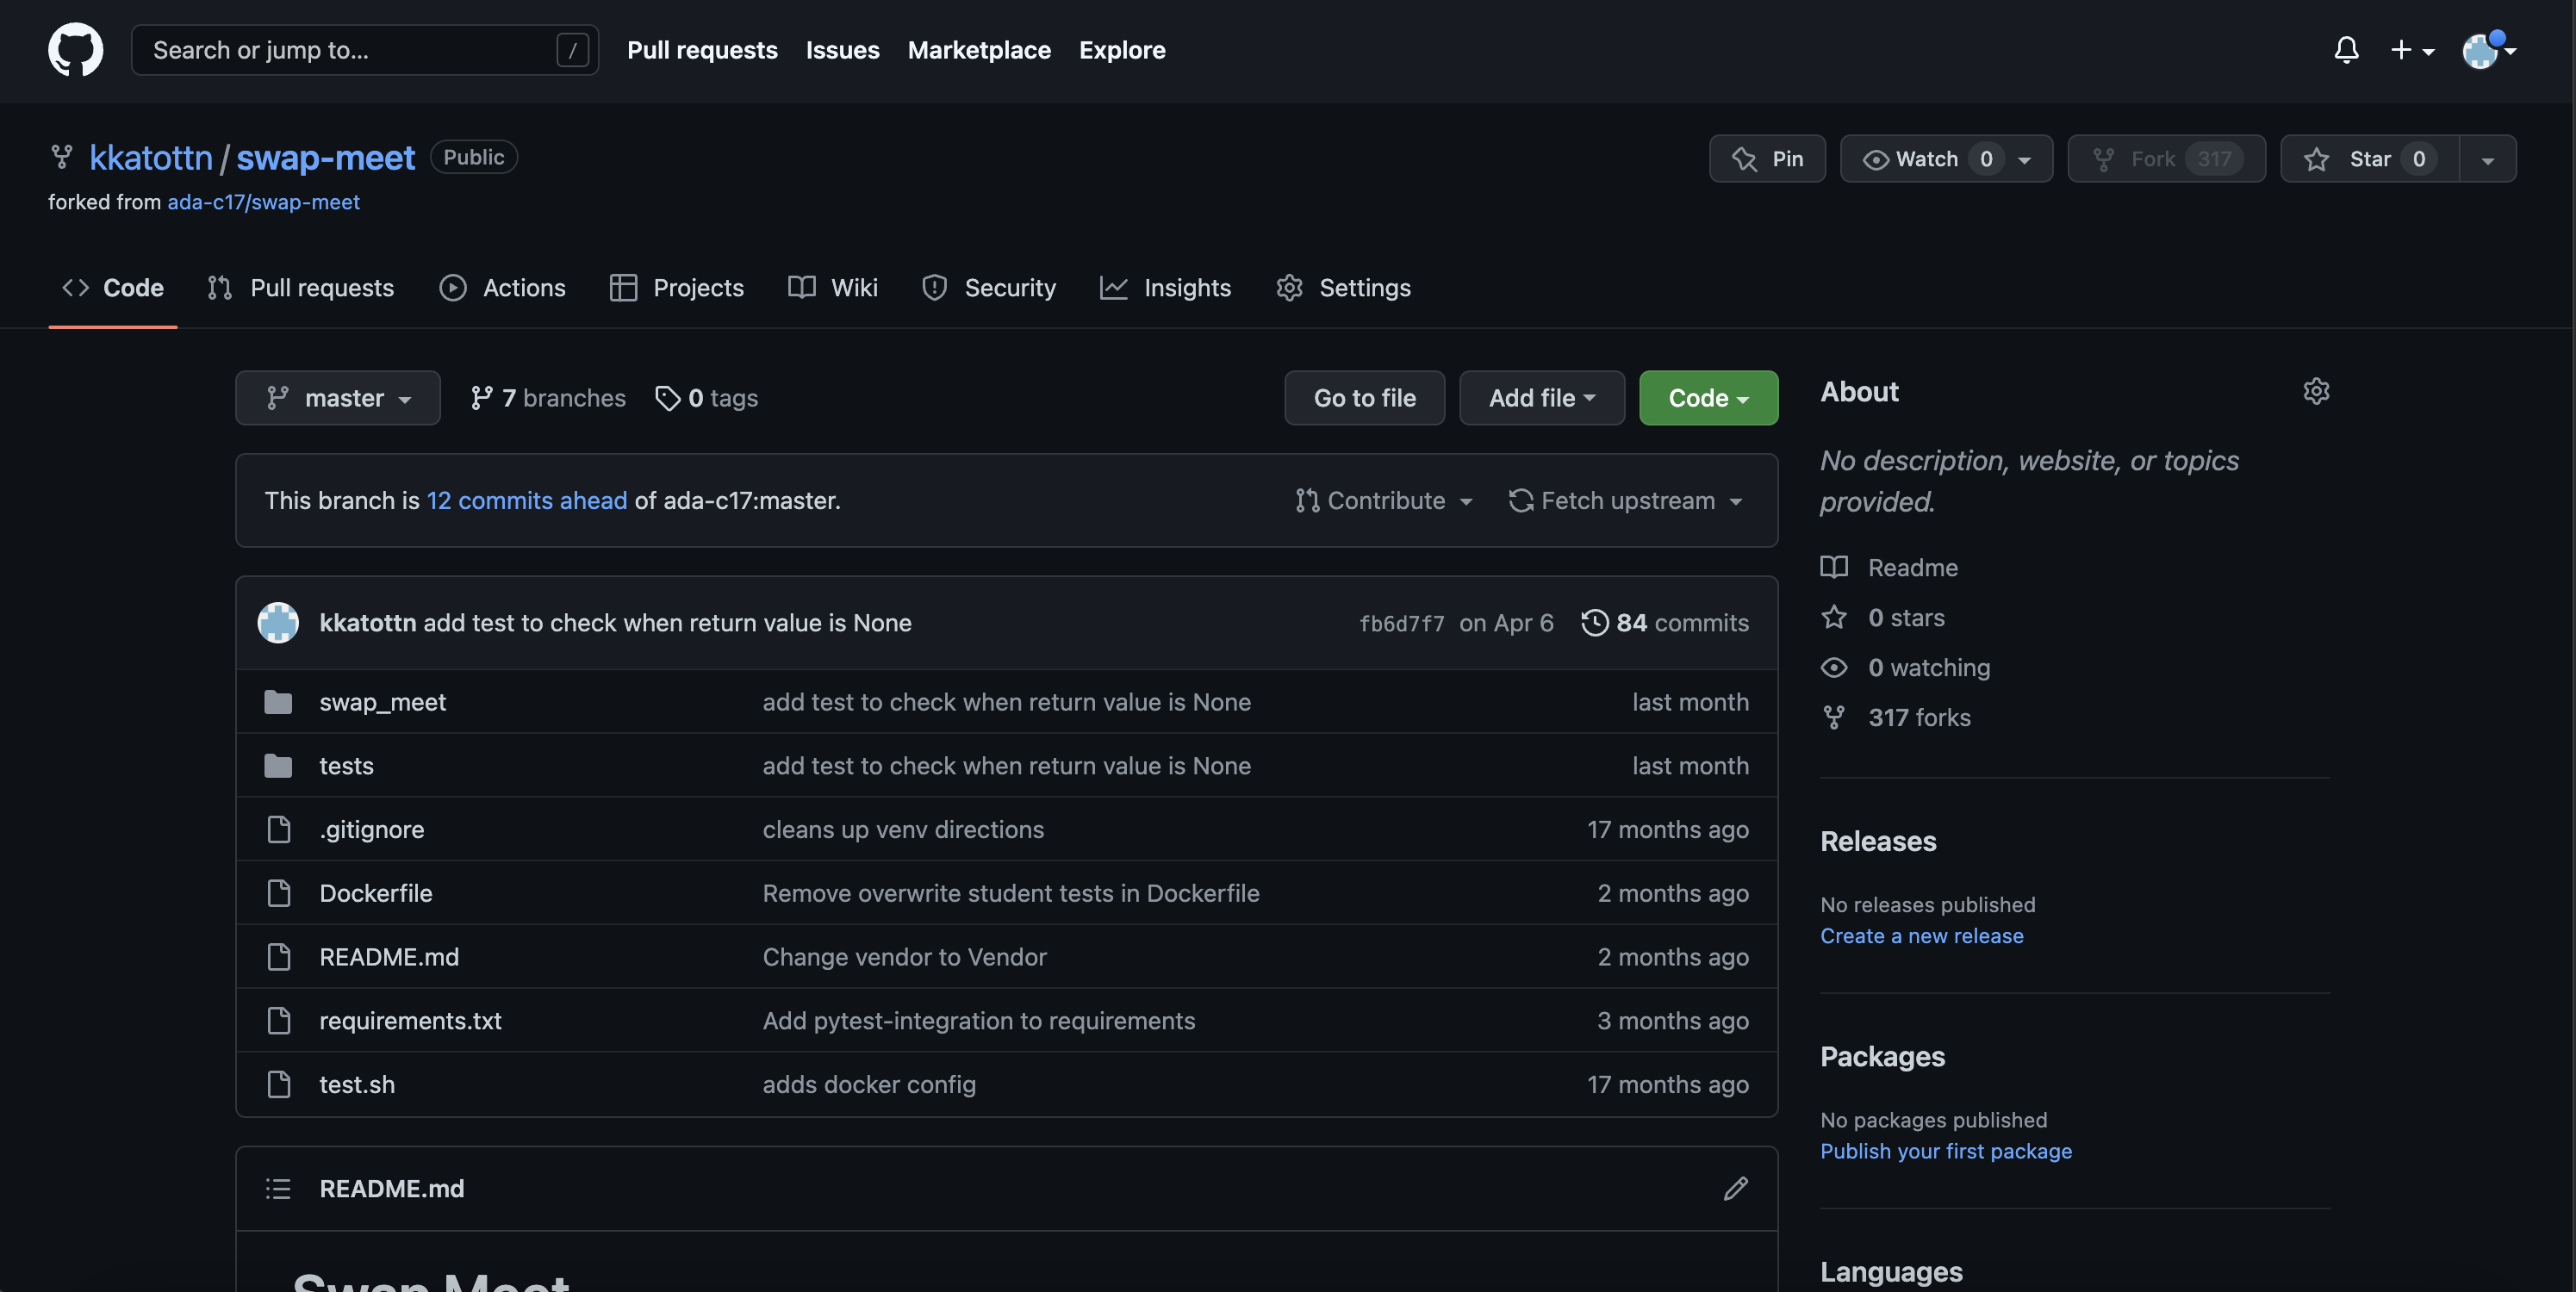 Search or jump to... /
Pull requests Issues Marketplace Explore
kkatottn / swap-meet Public
forked from ada-c17/swap-meet
Pin Watch 0 Fork 317 Star 0
Code Pull requests Actions Projects Wiki Security Insights Settings
master 7 branches 0 tags Go to file Add file Code
This branch is 12 commits ahead of ada-c17:master. Contribute Fetch upstream
kkatottn add test to check when return value is None fb6d7f7 on Apr 6 84 commits
swap_meet add test to check when return value is None last month
tests add test to check when return value is None last month
.gitignore cleans up venv directions 17 months ago
Dockerfile Remove overwrite student tests in Dockerfile 2 months ago
README.md Change vendor to Vendor 2 months ago
requirements.txt Add pytest-integration to requirements 3 months ago
test.sh adds docker config 17 months ago
README.md
Swap Meet
About
No description, website, or topics
provided.
Readme
0 stars
0 watching
317 forks
Releases
No releases published
Create a new release
Packages
No packages published
Publish your first package
Languages